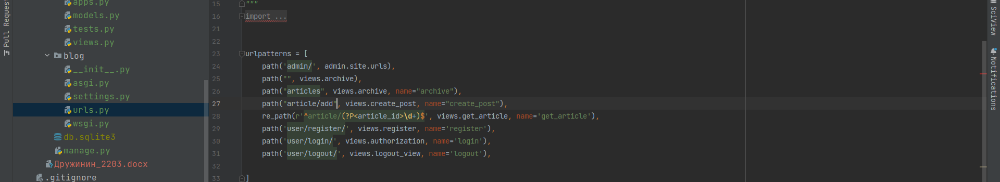 Pull Request
apps.py
models.py
tests.py
views.py
blog
__init__.py
asgi.py
settings.py
urls.py
wsgi.py
db.sqlite3
manage.py
Дружинин_2203.docx
.gitignore
15 """
16 import ...
21
22
23 urlpatterns = [
24 path('admin/', admin.site.urls),
25 path("", views.archive),
26 path("articles", views.archive, name="archive"),
27 path("article/add", views.create_post, name="create_post"),
28 re_path(r'^article/(?P<article_id>\d+)$', views.get_article, name='get_article'),
29 path('user/register/', views.register, name='register'),
30 path('user/login/', views.authorization, name='login'),
31 path('user/logout/', views.logout_view, name='logout'),
32
33 ]
SciView
Notifications